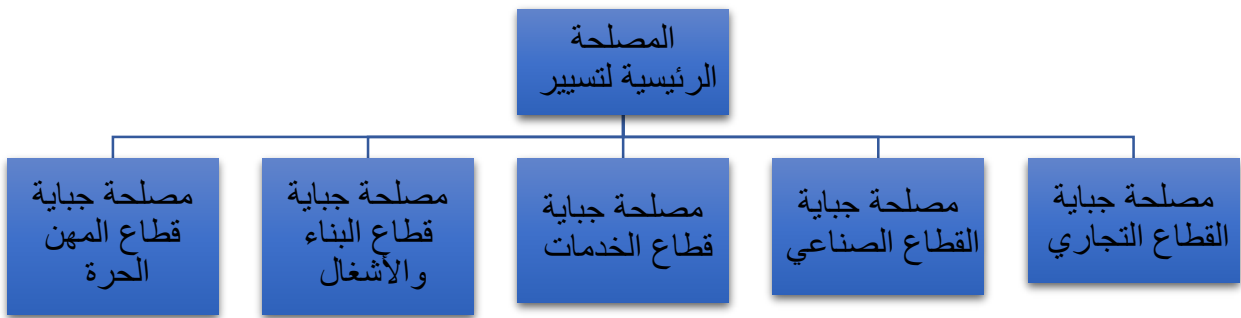 المصلحة
الرئيسية لتسيير
مصلحة جباية
القطاع التجاري
مصلحة جباية
القطاع الصناعي
مصلحة جباية
قطاع الخدمات
مصلحة جباية
قطاع البناء
والأشغال
مصلحة جباية
قطاع المهن
الحرة